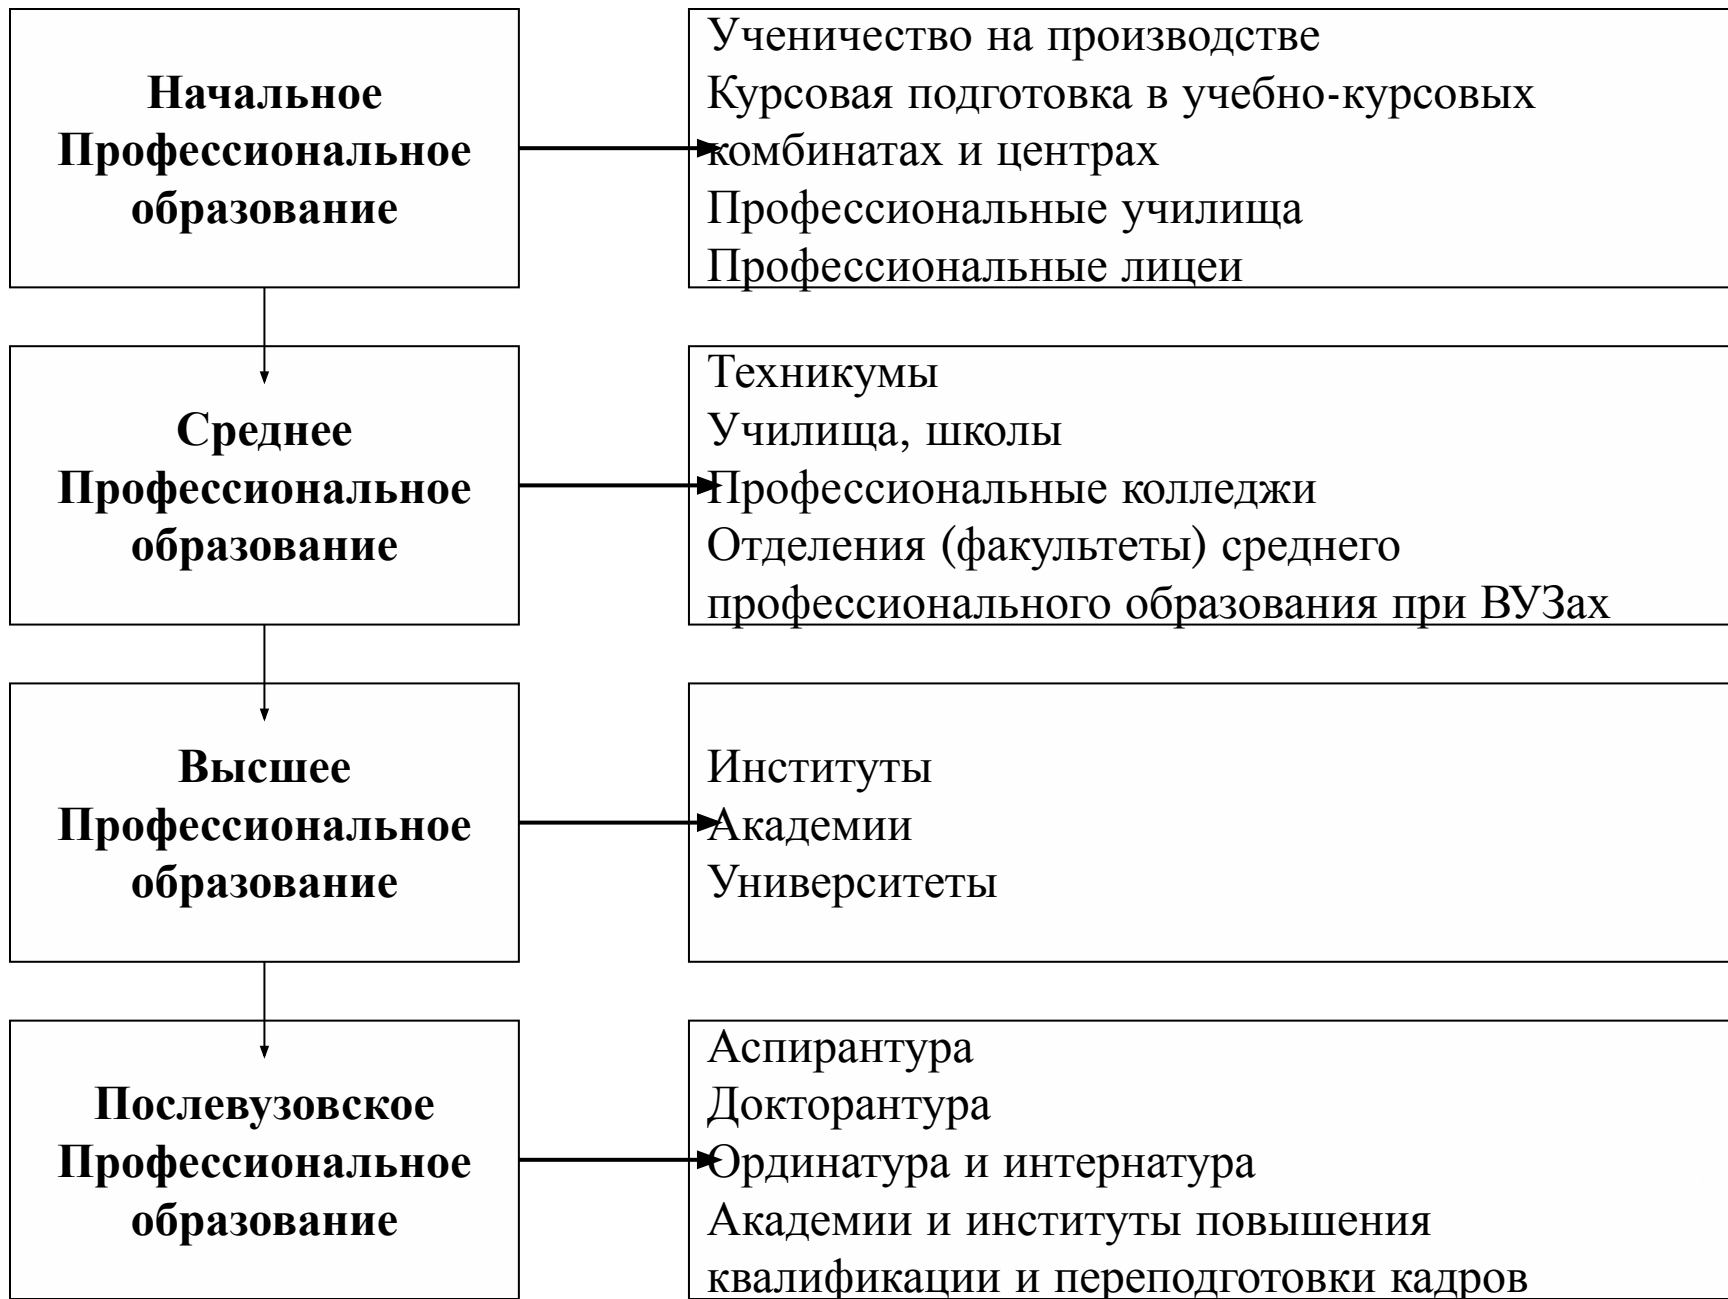 Начальное
Профессиональное
образование
Ученичество на производстве
Курсовая подготовка в учебно-курсовых
комбинатах и центрах
Профессиональные училища
Профессиональные лицеи
Среднее
Профессиональное
образование
Техникумы
Училища, школы
Профессиональные колледжи
Отделения (факультеты) среднего
профессионального образования при ВУЗах
Высшее
Профессиональное
образование
Институты
Академии
Университеты
Послевузовское
Профессиональное
образование
Аспирантура
Докторантура
Ординатура и интернатура
Академии и институты повышения
квалификации и переподготовки кадров